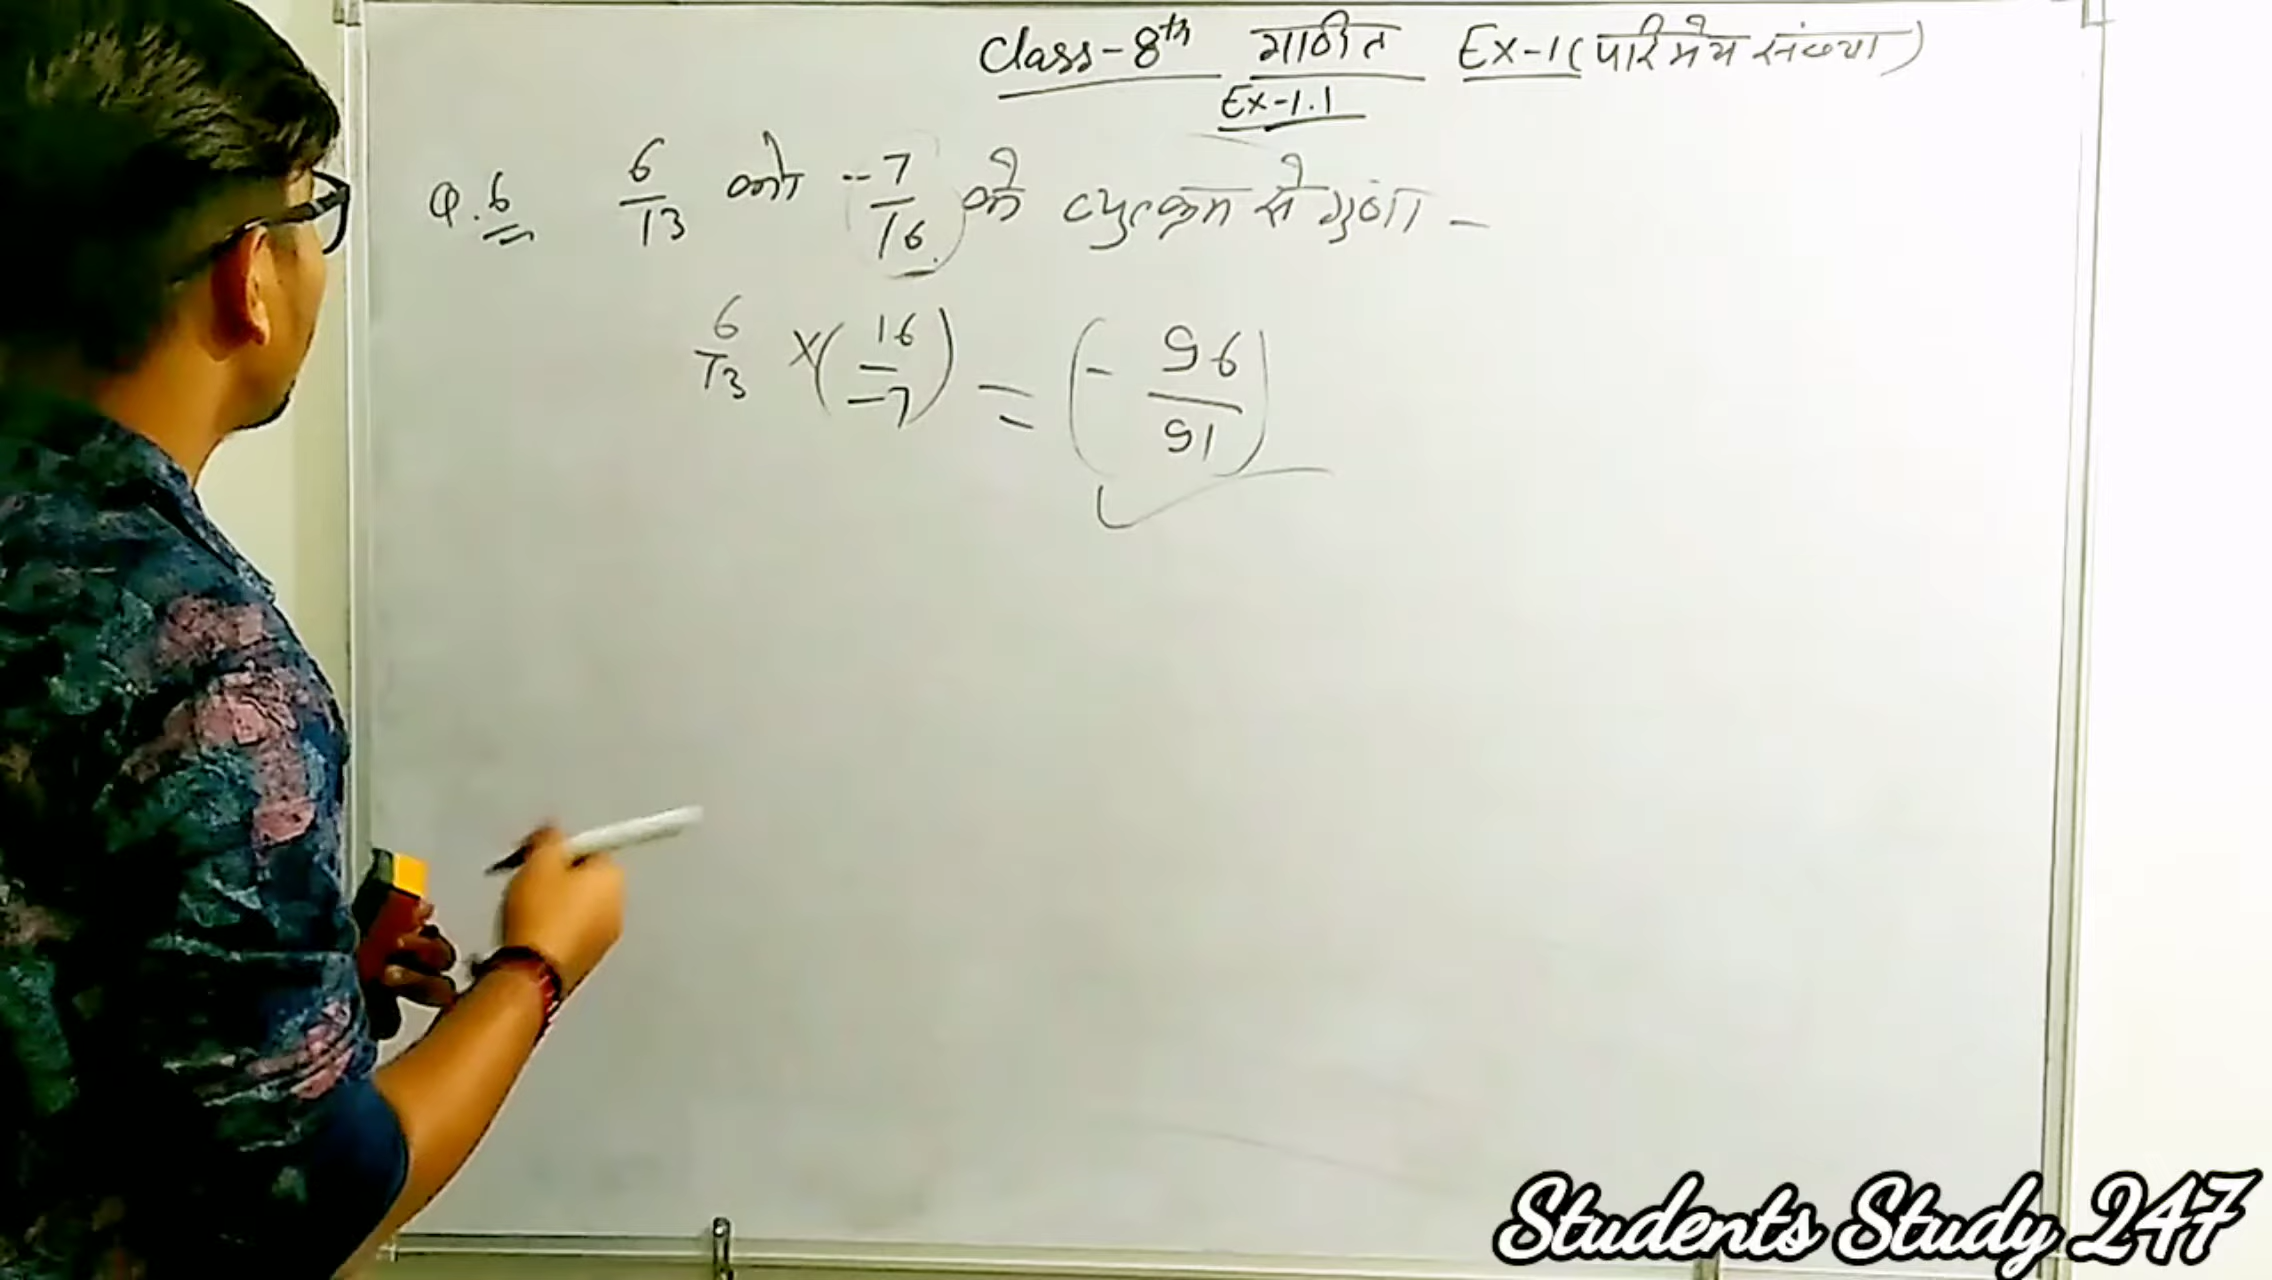 Class-8th गणित Ex-1 (परिमेय संख्या)
Ex-1.1
Q.6 6/13 को -7/16 के व्युत्क्रम से गुणा -
6/13 × (16/-7) = (- 96/91)
Students Study 247